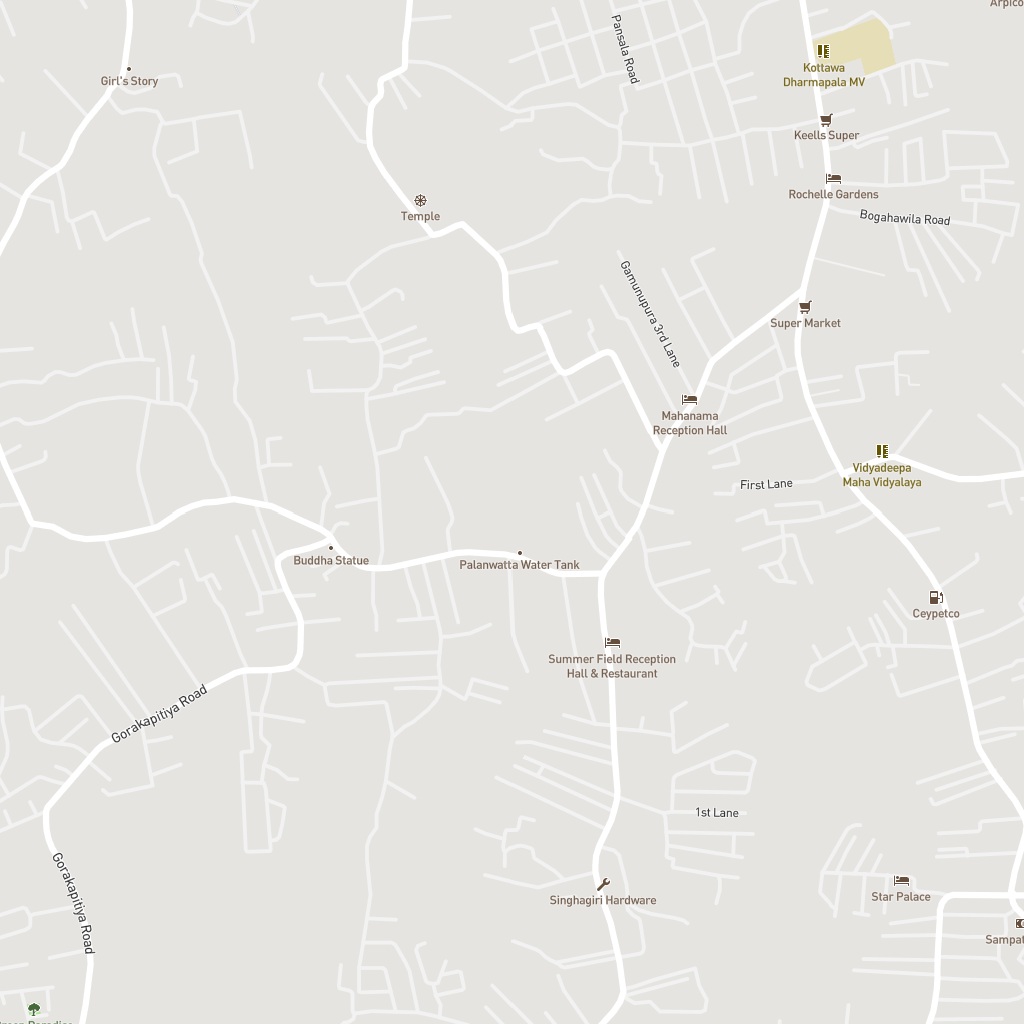 Arpico
Pansala Road
Girl's Story
Kottawa
Dharmapala MV
Keells Super
Rochelle Gardens
Temple
Bogahawila Road
Gamunupura 3rd Lane
Super Market
Mahanama
Reception Hall
Vidyadeepa
Maha Vidyalaya
First Lane
Buddha Statue
Palanwatta Water Tank
Ceypetco
Summer Field Reception
Hall & Restaurant
Gorakapitiya Road
1st Lane
Gorakapitiya Road
Star Palace
Singhagiri Hardware
Sampat